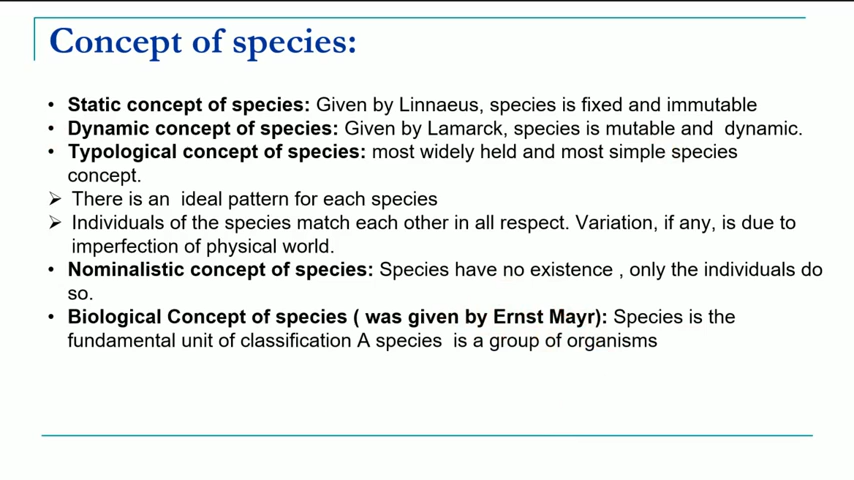 Concept of species:
• Static concept of species: Given by Linnaeus, species is fixed and immutable
• Dynamic concept of species: Given by Lamarck, species is mutable and  dynamic.
• Typological concept of species: most widely held and most simple species
concept.
➢ There is an  ideal pattern for each species
➢ Individuals of the species match each other in all respect. Variation, if any, is due to
imperfection of physical world.
• Nominalistic concept of species: Species have no existence , only the individuals do
so.
• Biological Concept of species ( was given by Ernst Mayr): Species is the
fundamental unit of classification A species  is a group of organisms